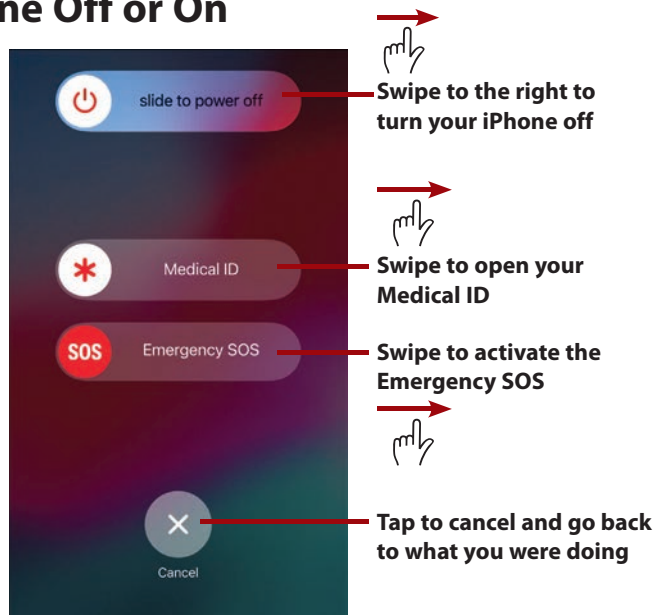 ne Off or On
slide to power off
Swipe to the right to
turn your iPhone off
Medical ID
Swipe to open your
Medical ID
SOS
Emergency SOS
Swipe to activate the
Emergency SOS
Cancel
Tap to cancel and go back
to what you were doing